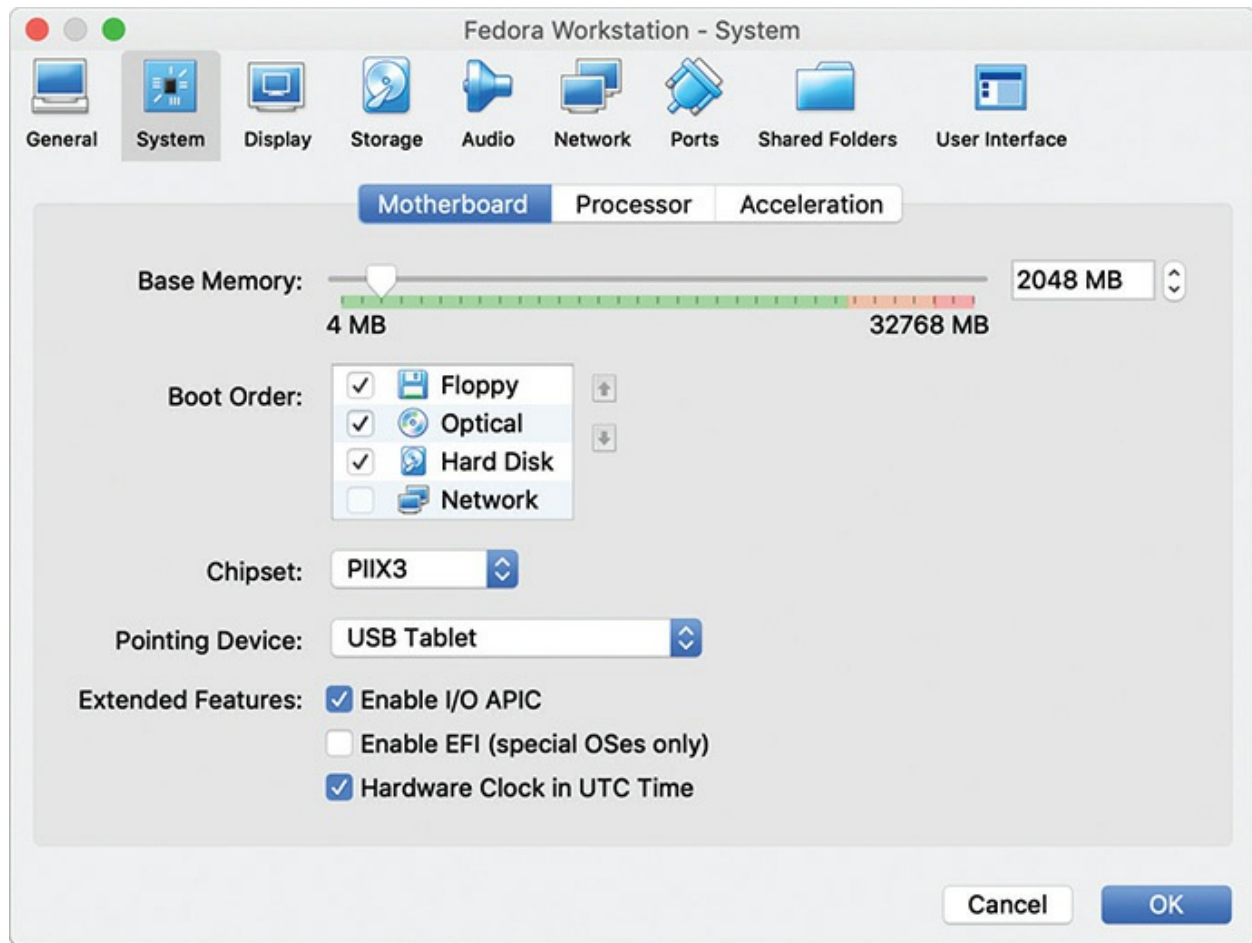 Fedora Workstation - System
General System Display Storage Audio Network Ports Shared Folders User Interface
Motherboard Processor Acceleration
Base Memory: 2048 MB
4 MB 32768 MB
Boot Order: Floppy
Optical
Hard Disk
Network
Chipset: PIIX3
Pointing Device: USB Tablet
Extended Features: Enable I/O APIC
Enable EFI (special OSes only)
Hardware Clock in UTC Time
Cancel OK